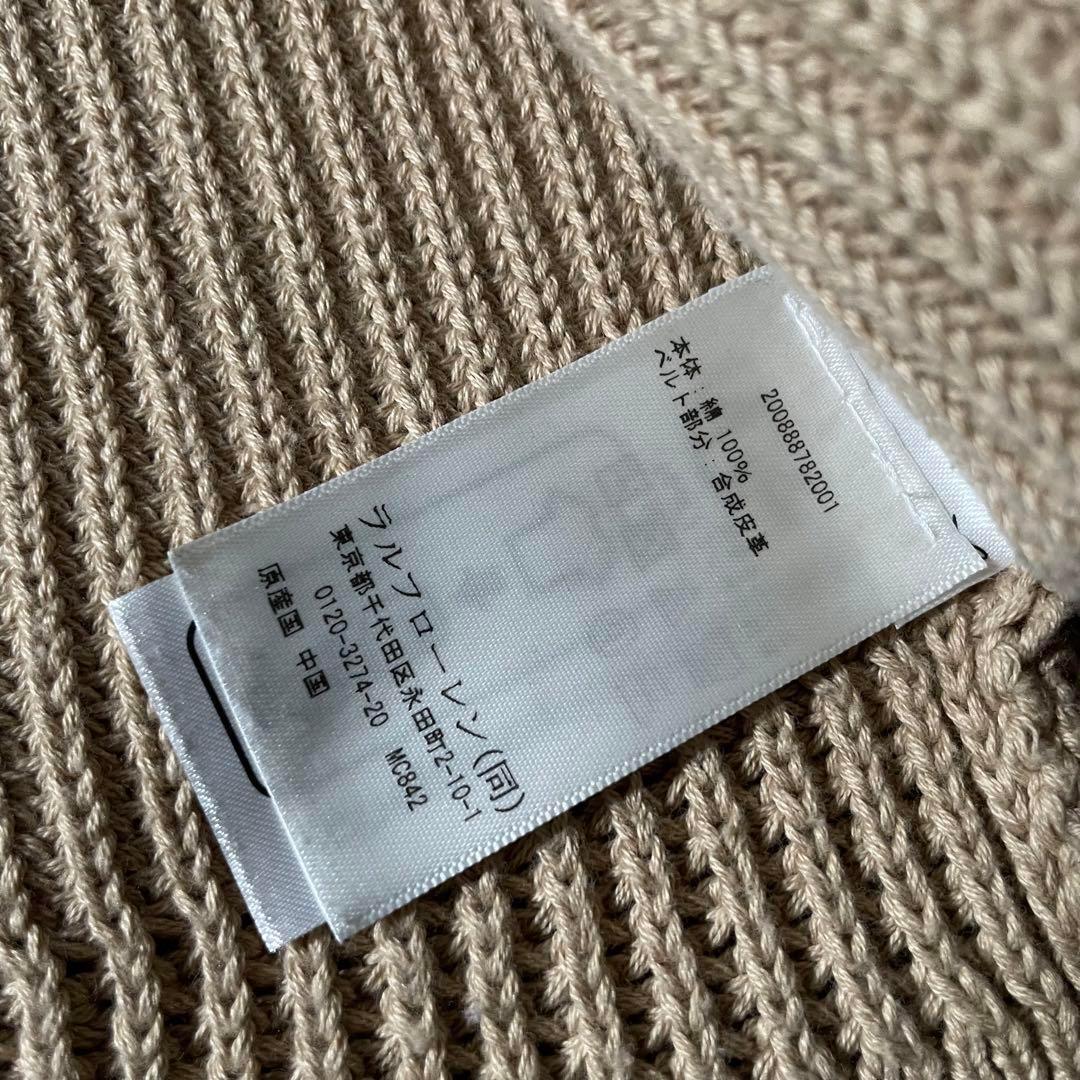 200888782001
本体：綿 100%
ベルト部分：合成皮革
ラルフローレン(同)
東京都千代田区永田町2-10-1
0120-3274-20 MC842
原産国 中国